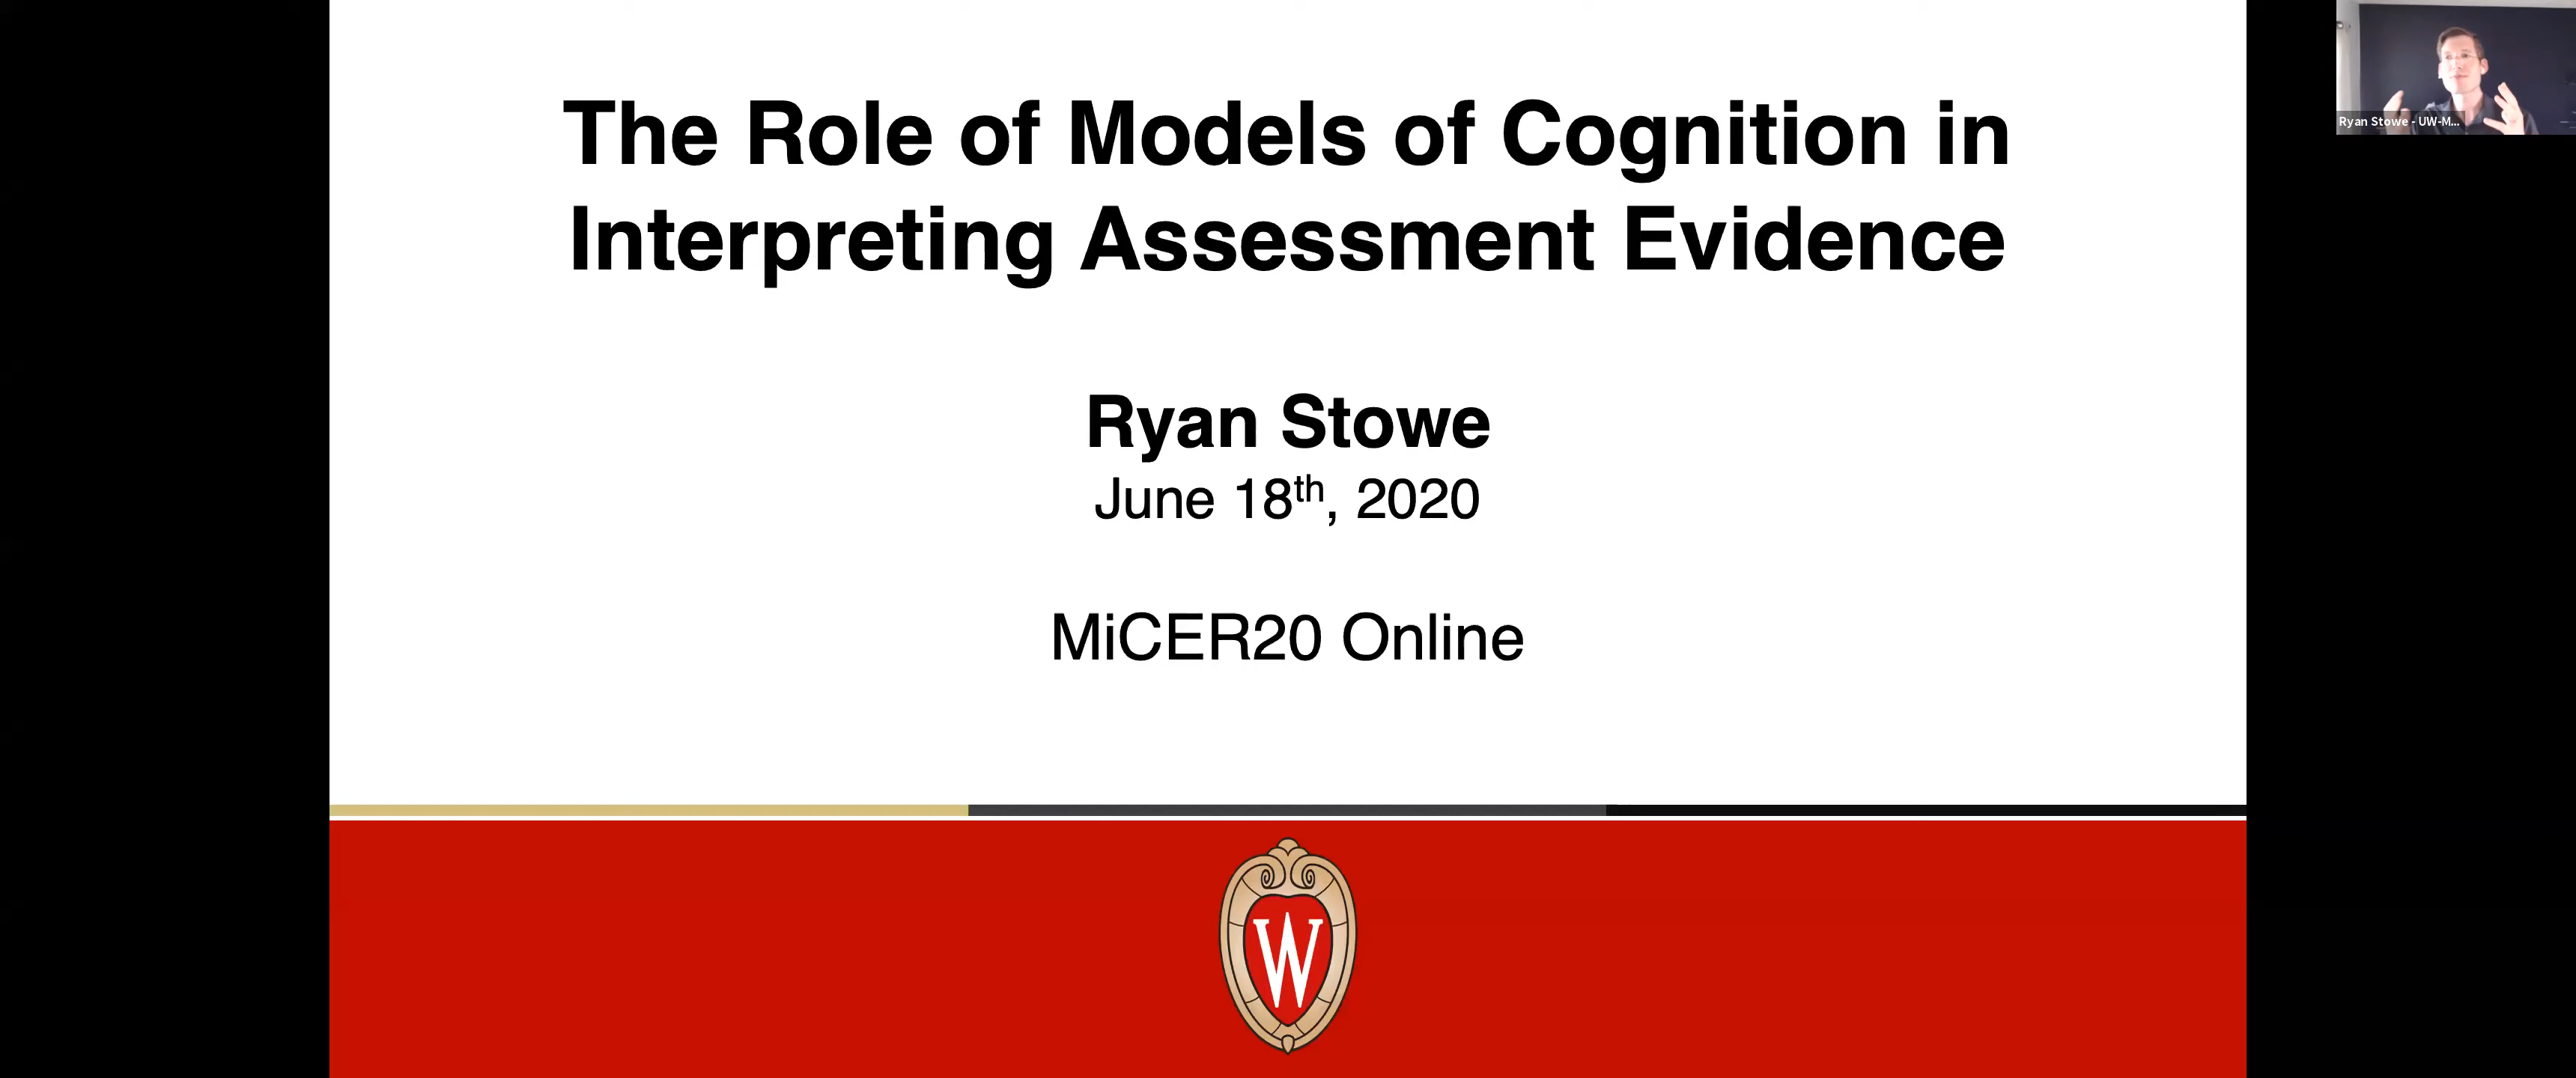 The Role of Models of Cognition in
Interpreting Assessment Evidence
Ryan Stowe
June 18th, 2020
MiCER20 Online
W
Ryan Stowe - UW-M...